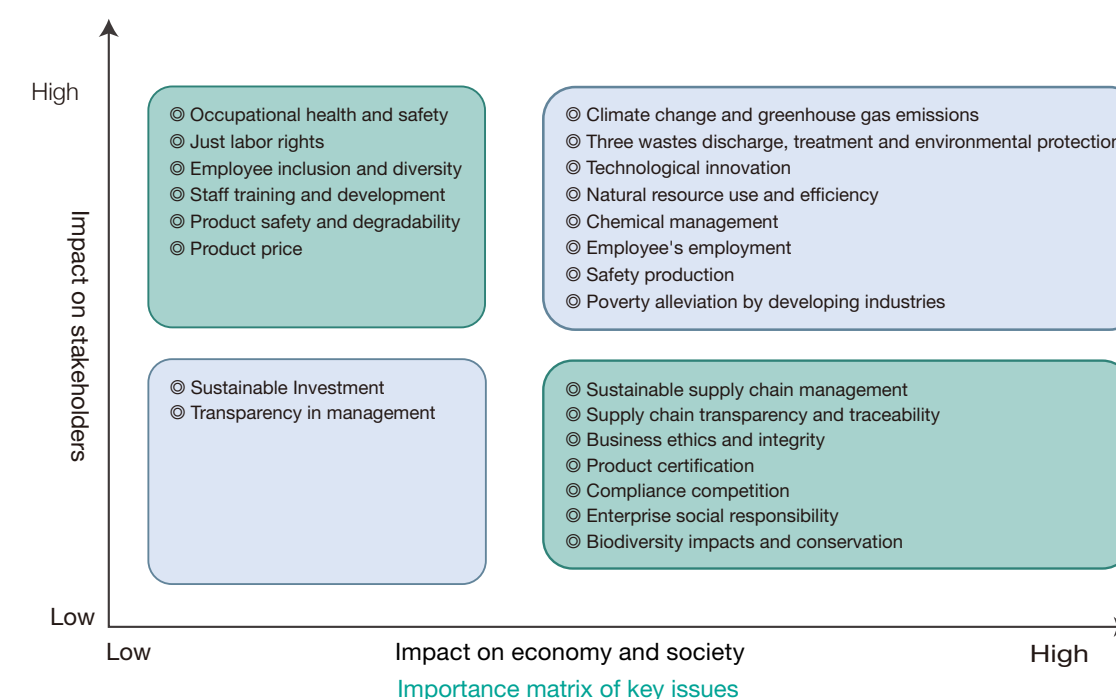 High
◎ Occupational health and safety
◎ Just labor rights
◎ Employee inclusion and diversity
◎ Staff training and development
◎ Product safety and degradability
◎ Product price
◎ Climate change and greenhouse gas emissions
◎ Three wastes discharge, treatment and environmental protection
◎ Technological innovation
◎ Natural resource use and efficiency
◎ Chemical management
◎ Employee's employment
◎ Safety production
◎ Poverty alleviation by developing industries
Impact on stakeholders
◎ Sustainable Investment
◎ Transparency in management
◎ Sustainable supply chain management
◎ Supply chain transparency and traceability
◎ Business ethics and integrity
◎ Product certification
◎ Compliance competition
◎ Enterprise social responsibility
◎ Biodiversity impacts and conservation
Low
Low
Impact on economy and society
High
Importance matrix of key issues